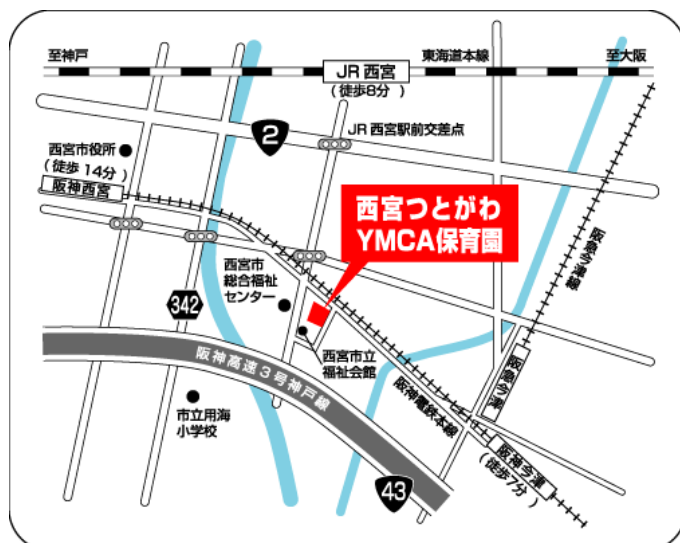 至神戸
JR 西宮
(徒歩8分)
東海道本線
至大阪
2
JR 西宮駅前交差点
西宮市役所
(徒歩 14分)
阪神西宮
西宮つとがわ
YMCA保育園
阪急今津線
西宮市
総合福祉
センター
342
西宮市立
福祉会館
阪神高速3号神戸線
阪神電鉄本線
阪急今津
市立用海
小学校
阪神今津
(徒歩7分)
43